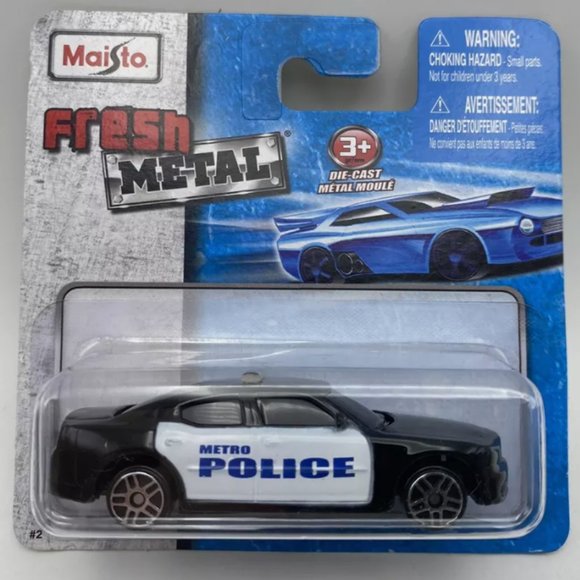 Maisto®
Fresh
METAL®
3+
DIE-CAST
MÉTAL MOULÉ
WARNING:
CHOKING HAZARD - Small parts.
Not for children under 3 years.
AVERTISSEMENT:
DANGER D'ÉTOUFFEMENT - Petites pièces.
Ne convient pas aux enfants de moins de 3 ans.
METRO
POLICE
#2